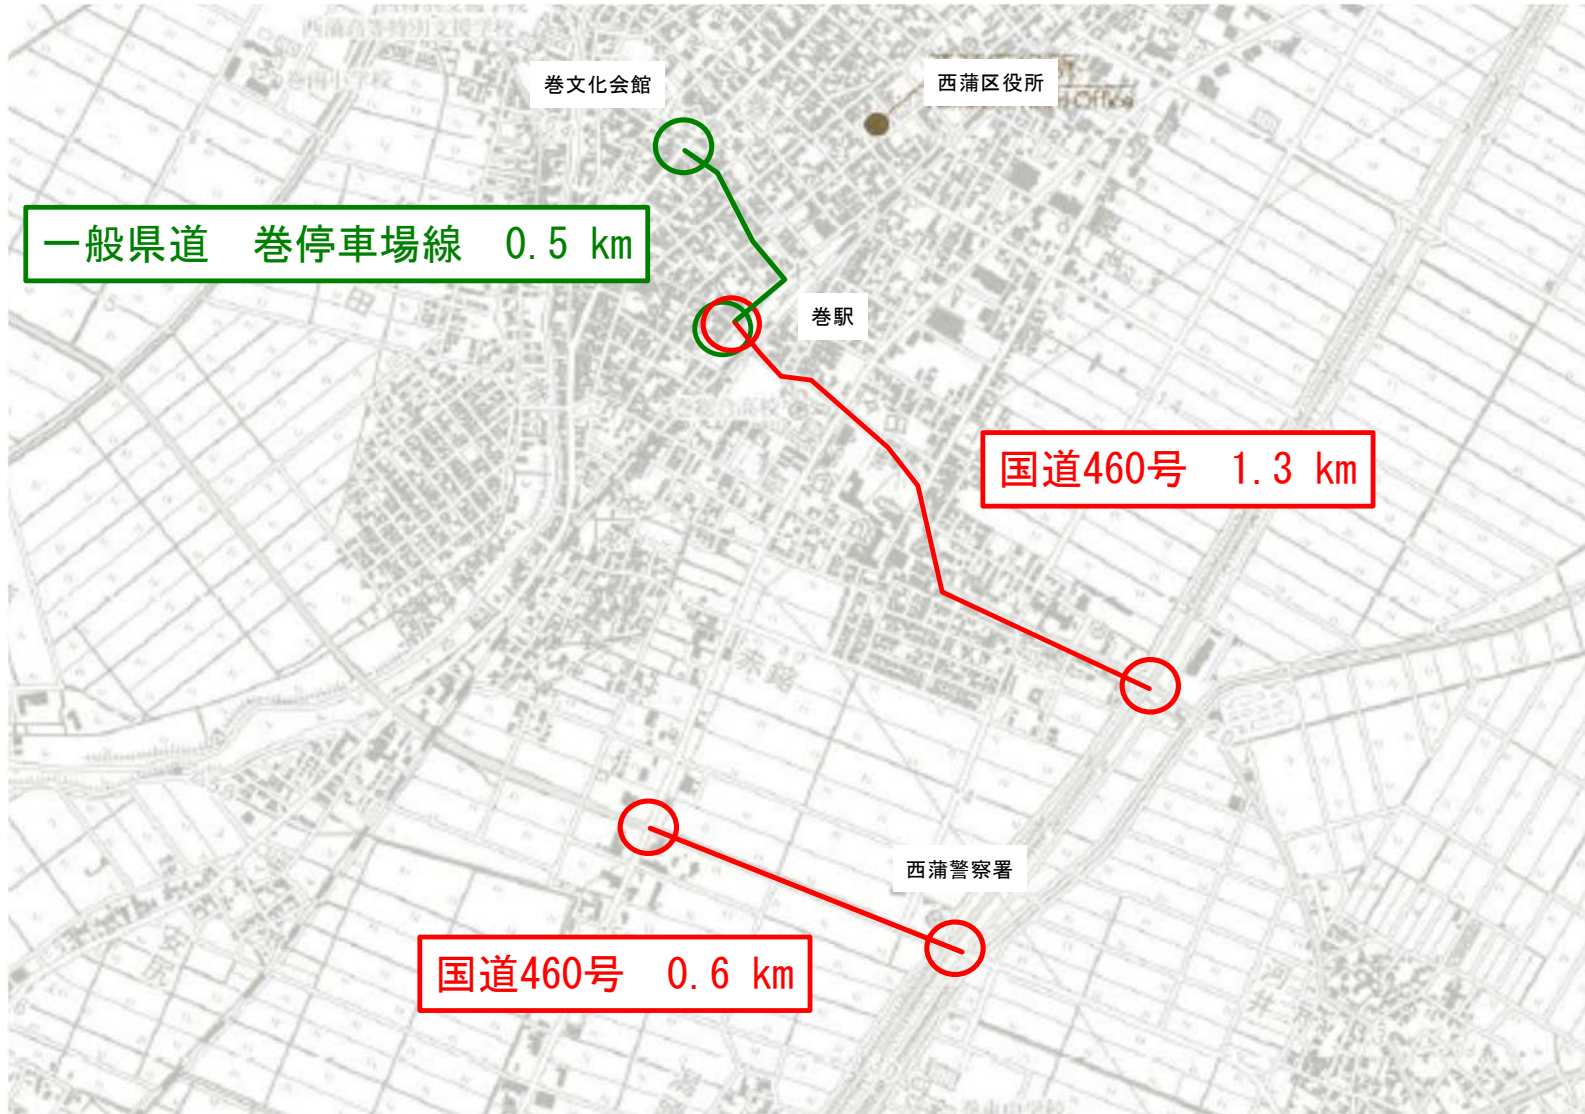 巻文化会館
西蒲区役所
一般県道　巻停車場線　0.5 km
巻駅
国道460号　1.3 km
西蒲警察署
国道460号　0.6 km